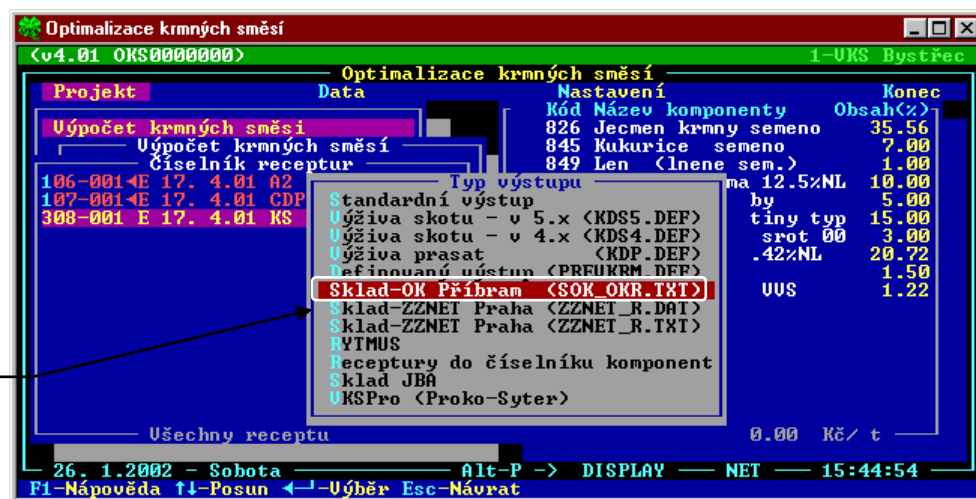 Optimalizace krmných směsí
(v4.01 OKS0000000) 1-VKS Bystřec
Optimalizace krmných směsí
Projekt Data Nastavení Konec
Kód Název komponenty Obsah(%)
Výpočet krmných směsi 826 Jecmen krmny semeno 35.56
Výpočet krmných směsí 845 Kukurice semeno 7.00
Číselník receptur 849 Len (lnene sem.) 1.00
106-001◄E 17. 4.01 A2 Typ výstupu ma 12.5%NL 10.00
107-001◄E 17. 4.01 CDP Standardní výstup by 5.00
308-001 E 17. 4.01 KS Výživa skotu - v 5.x (KDS5.DEF) tiny typ 15.00
Výživa skotu - v 4.x (KDS4.DEF) srot 00 3.00
Výživa prasat (KDP.DEF) .42%NL 20.72
Definovaný výstup (PREVKRM.DEF) 1.50
Sklad-OK Příbram (SOK_OKR.TXT) VVS 1.22
Sklad-ZZNET Praha (ZZNET_R.DAT)
Sklad-ZZNET Praha (ZZNET_R.TXT)
RYTMUS
Receptury do číselníku komponent
Sklad JBA
VKSPro (Proko-Syter)
Všechny receptu 0.00 Kč/ t
26. 1.2002 - Sobota Alt-P -> DISPLAY NET 15:44:54
F1-Nápověda ↑↓-Posun ◄┘-Výběr Esc-Návrat